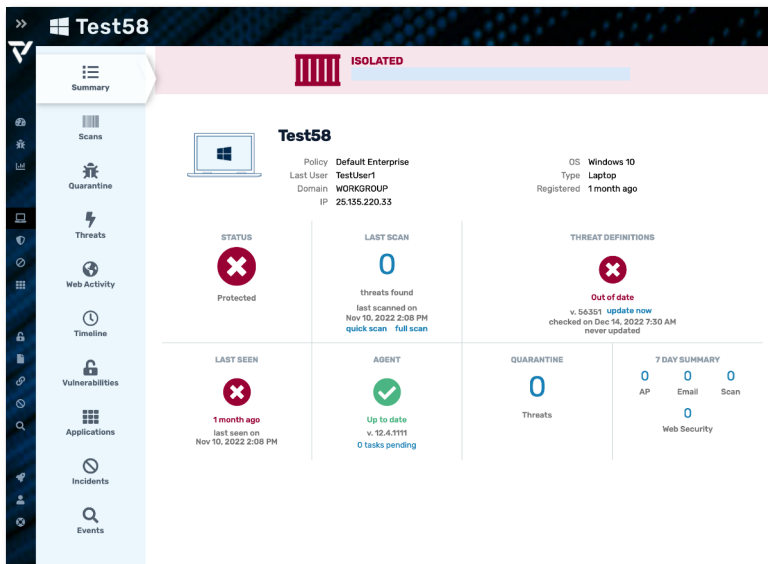 Test58
Summary
Scans
Quarantine
Threats
Web Activity
Timeline
Vulnerabilities
Applications
Incidents
Events
ISOLATED
Test58
Policy Default Enterprise
Last User TestUser1
Domain WORKGROUP
IP 25.135.220.33
OS Windows 10
Type Laptop
Registered 1 month ago
STATUS
Protected
LAST SCAN
0
threats found
last scanned on
Nov 10, 2022 2:08 PM
quick scan full scan
THREAT DEFINITIONS
Out of date
v. 56351 update now
checked on Dec 14, 2022 7:30 AM
never updated
LAST SEEN
1 month ago
last seen on
Nov 10, 2022 2:08 PM
AGENT
Up to date
v. 12.4.1111
0 tasks pending
QUARANTINE
0
Threats
7 DAY SUMMARY
0 0 0
AP Email Scan
0
Web Security